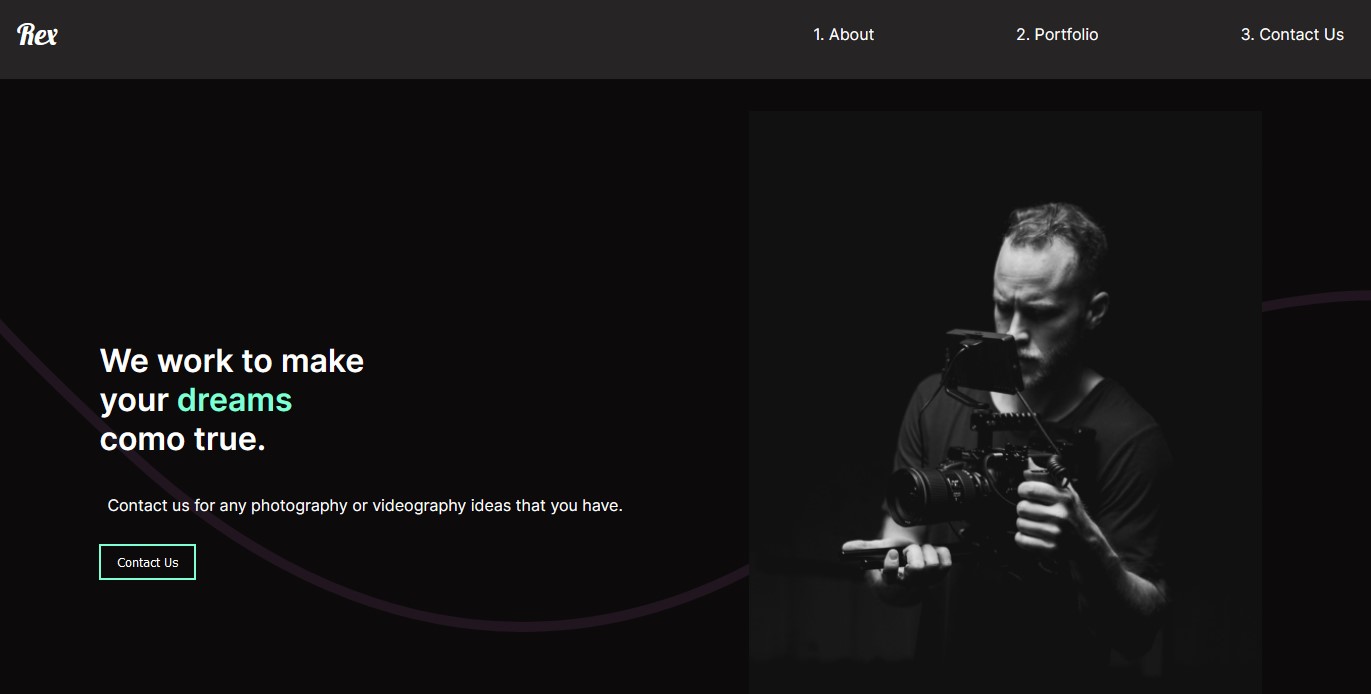 Rex
1. About
2. Portfolio
3. Contact Us
We work to make
your dreams
como true.
Contact us for any photography or videography ideas that you have.
Contact Us